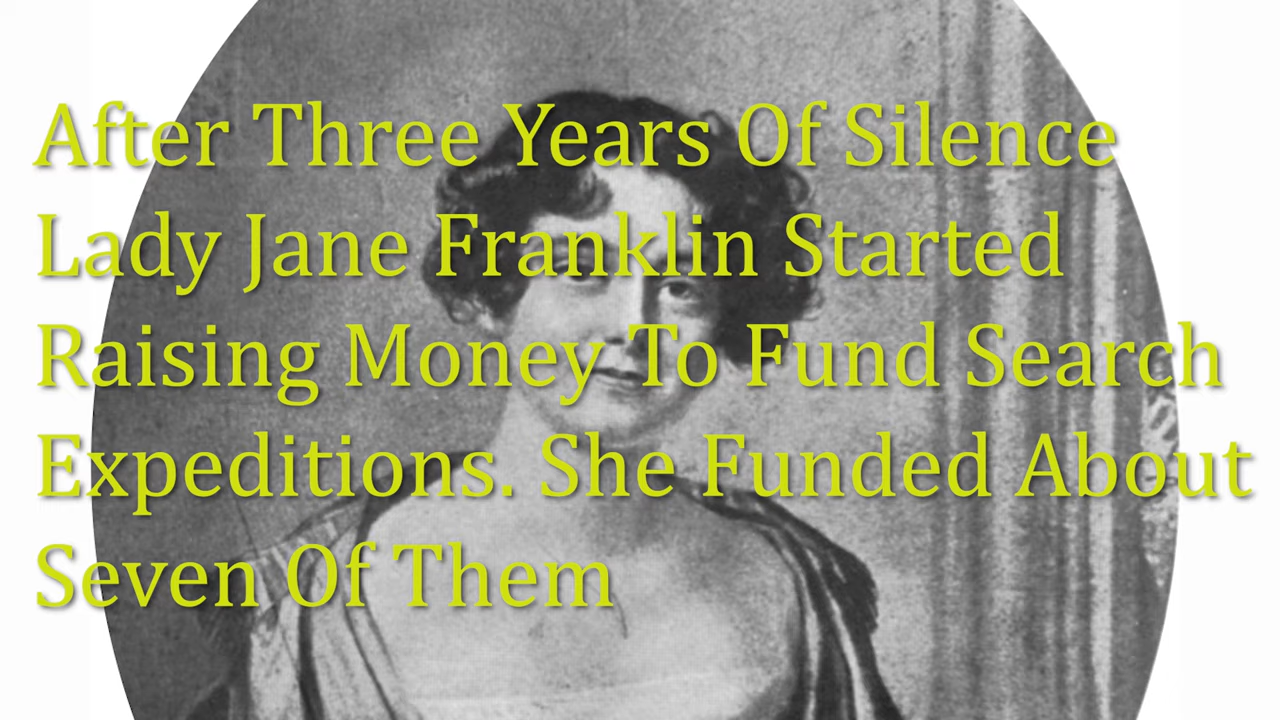 After Three Years Of Silence
Lady Jane Franklin Started
Raising Money To Fund Search
Expeditions. She Funded About
Seven Of Them